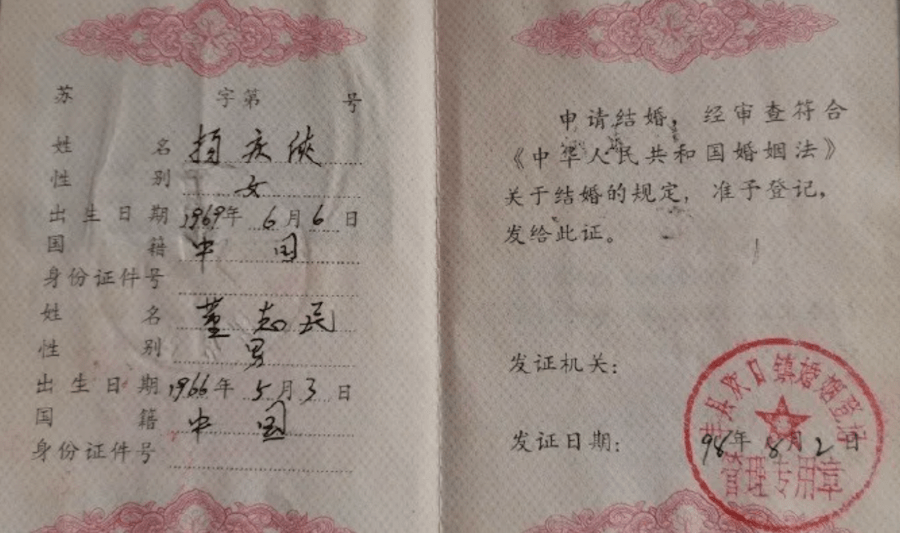 苏 字第 号
姓名 杨庆侠
性别 女
出生日期 1969年6月6日
国籍 中国
身份证件号
姓名 董志民
性别 男
出生日期 1966年5月3日
国籍 中国
身份证件号
申请结婚，经审查符合
《中华人民共和国婚姻法》
关于结婚的规定，准予登记，
发给此证。
发证机关：
发证日期： 98年8月2日
县欢口镇婚姻登记
管理专用章